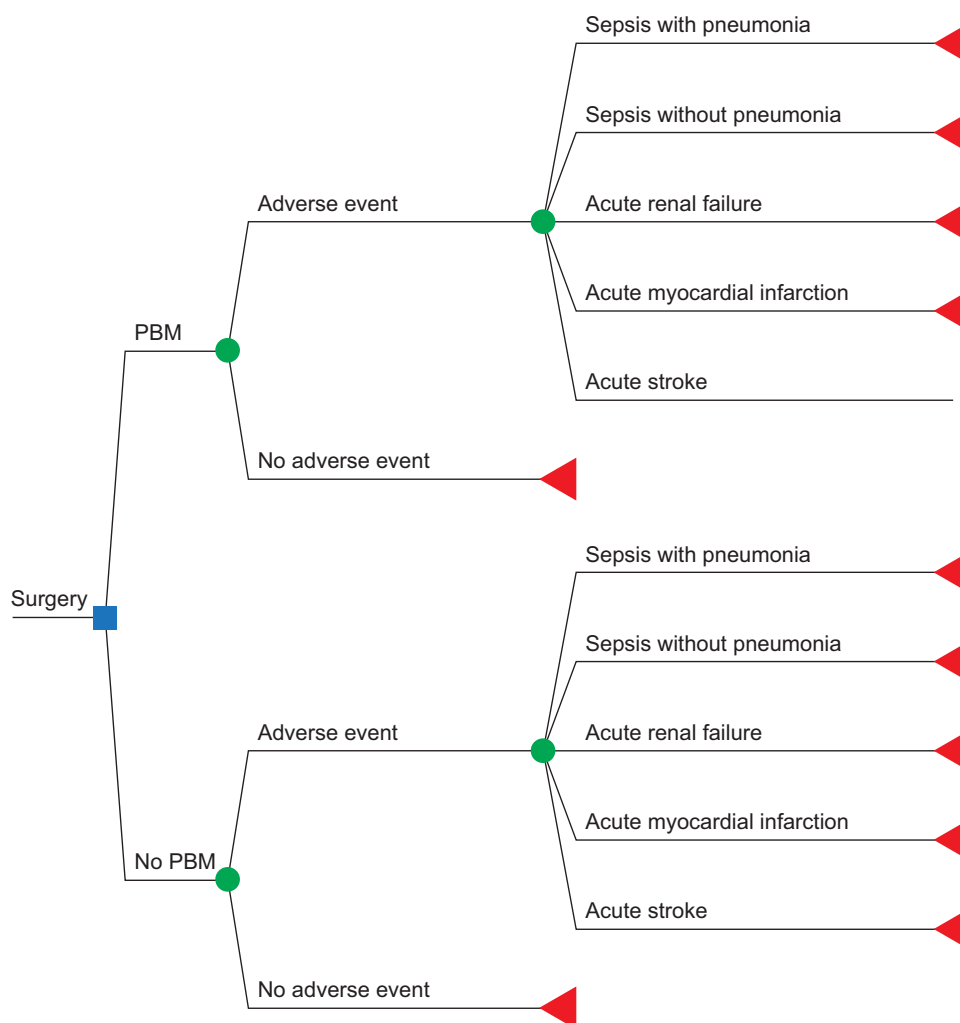 Sepsis with pneumonia
Sepsis without pneumonia
Adverse event
Acute renal failure
Acute myocardial infarction
PBM
Acute stroke
No adverse event
Sepsis with pneumonia
Surgery
Sepsis without pneumonia
Adverse event
Acute renal failure
Acute myocardial infarction
No PBM
Acute stroke
No adverse event